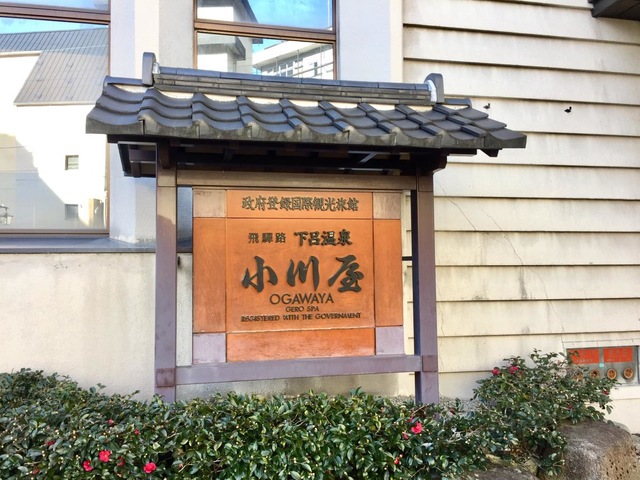 政府登録国際観光旅館
飛騨路 下呂温泉
小川屋
OGAWAYA
GERO SPA
REGISTERED WITH THE GOVERNMENT